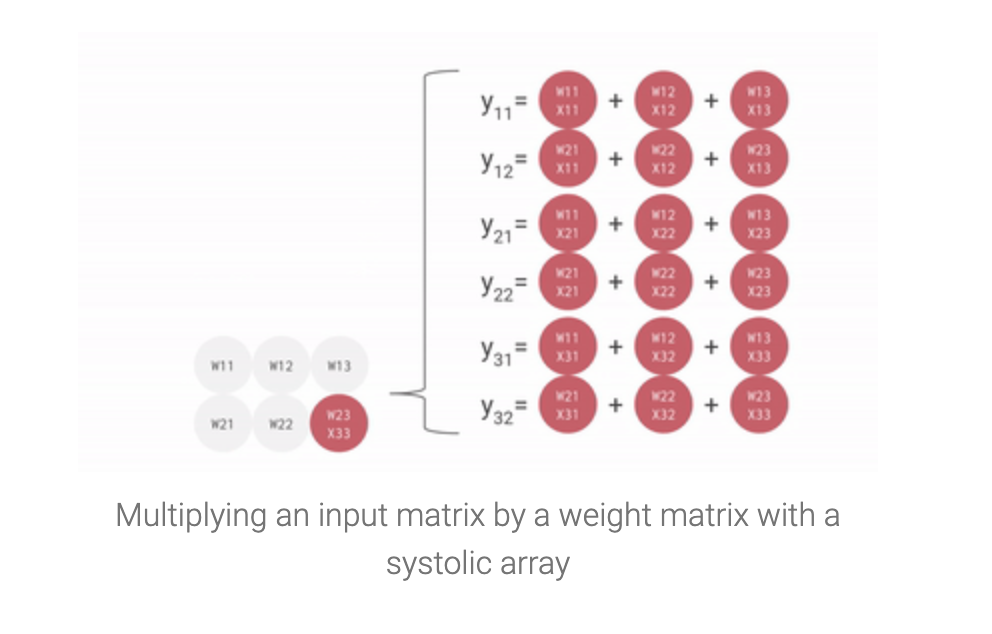 y11= W11 X11 + W12 X12 + W13 X13
y12= W21 X11 + W22 X12 + W23 X13
y21= W11 X21 + W12 X22 + W13 X23
y22= W21 X21 + W22 X22 + W23 X23
y31= W11 X31 + W12 X32 + W13 X33
y32= W21 X31 + W22 X32 + W23 X33
W11 W12 W13
W21 W22 W23 X33
Multiplying an input matrix by a weight matrix with a
systolic array